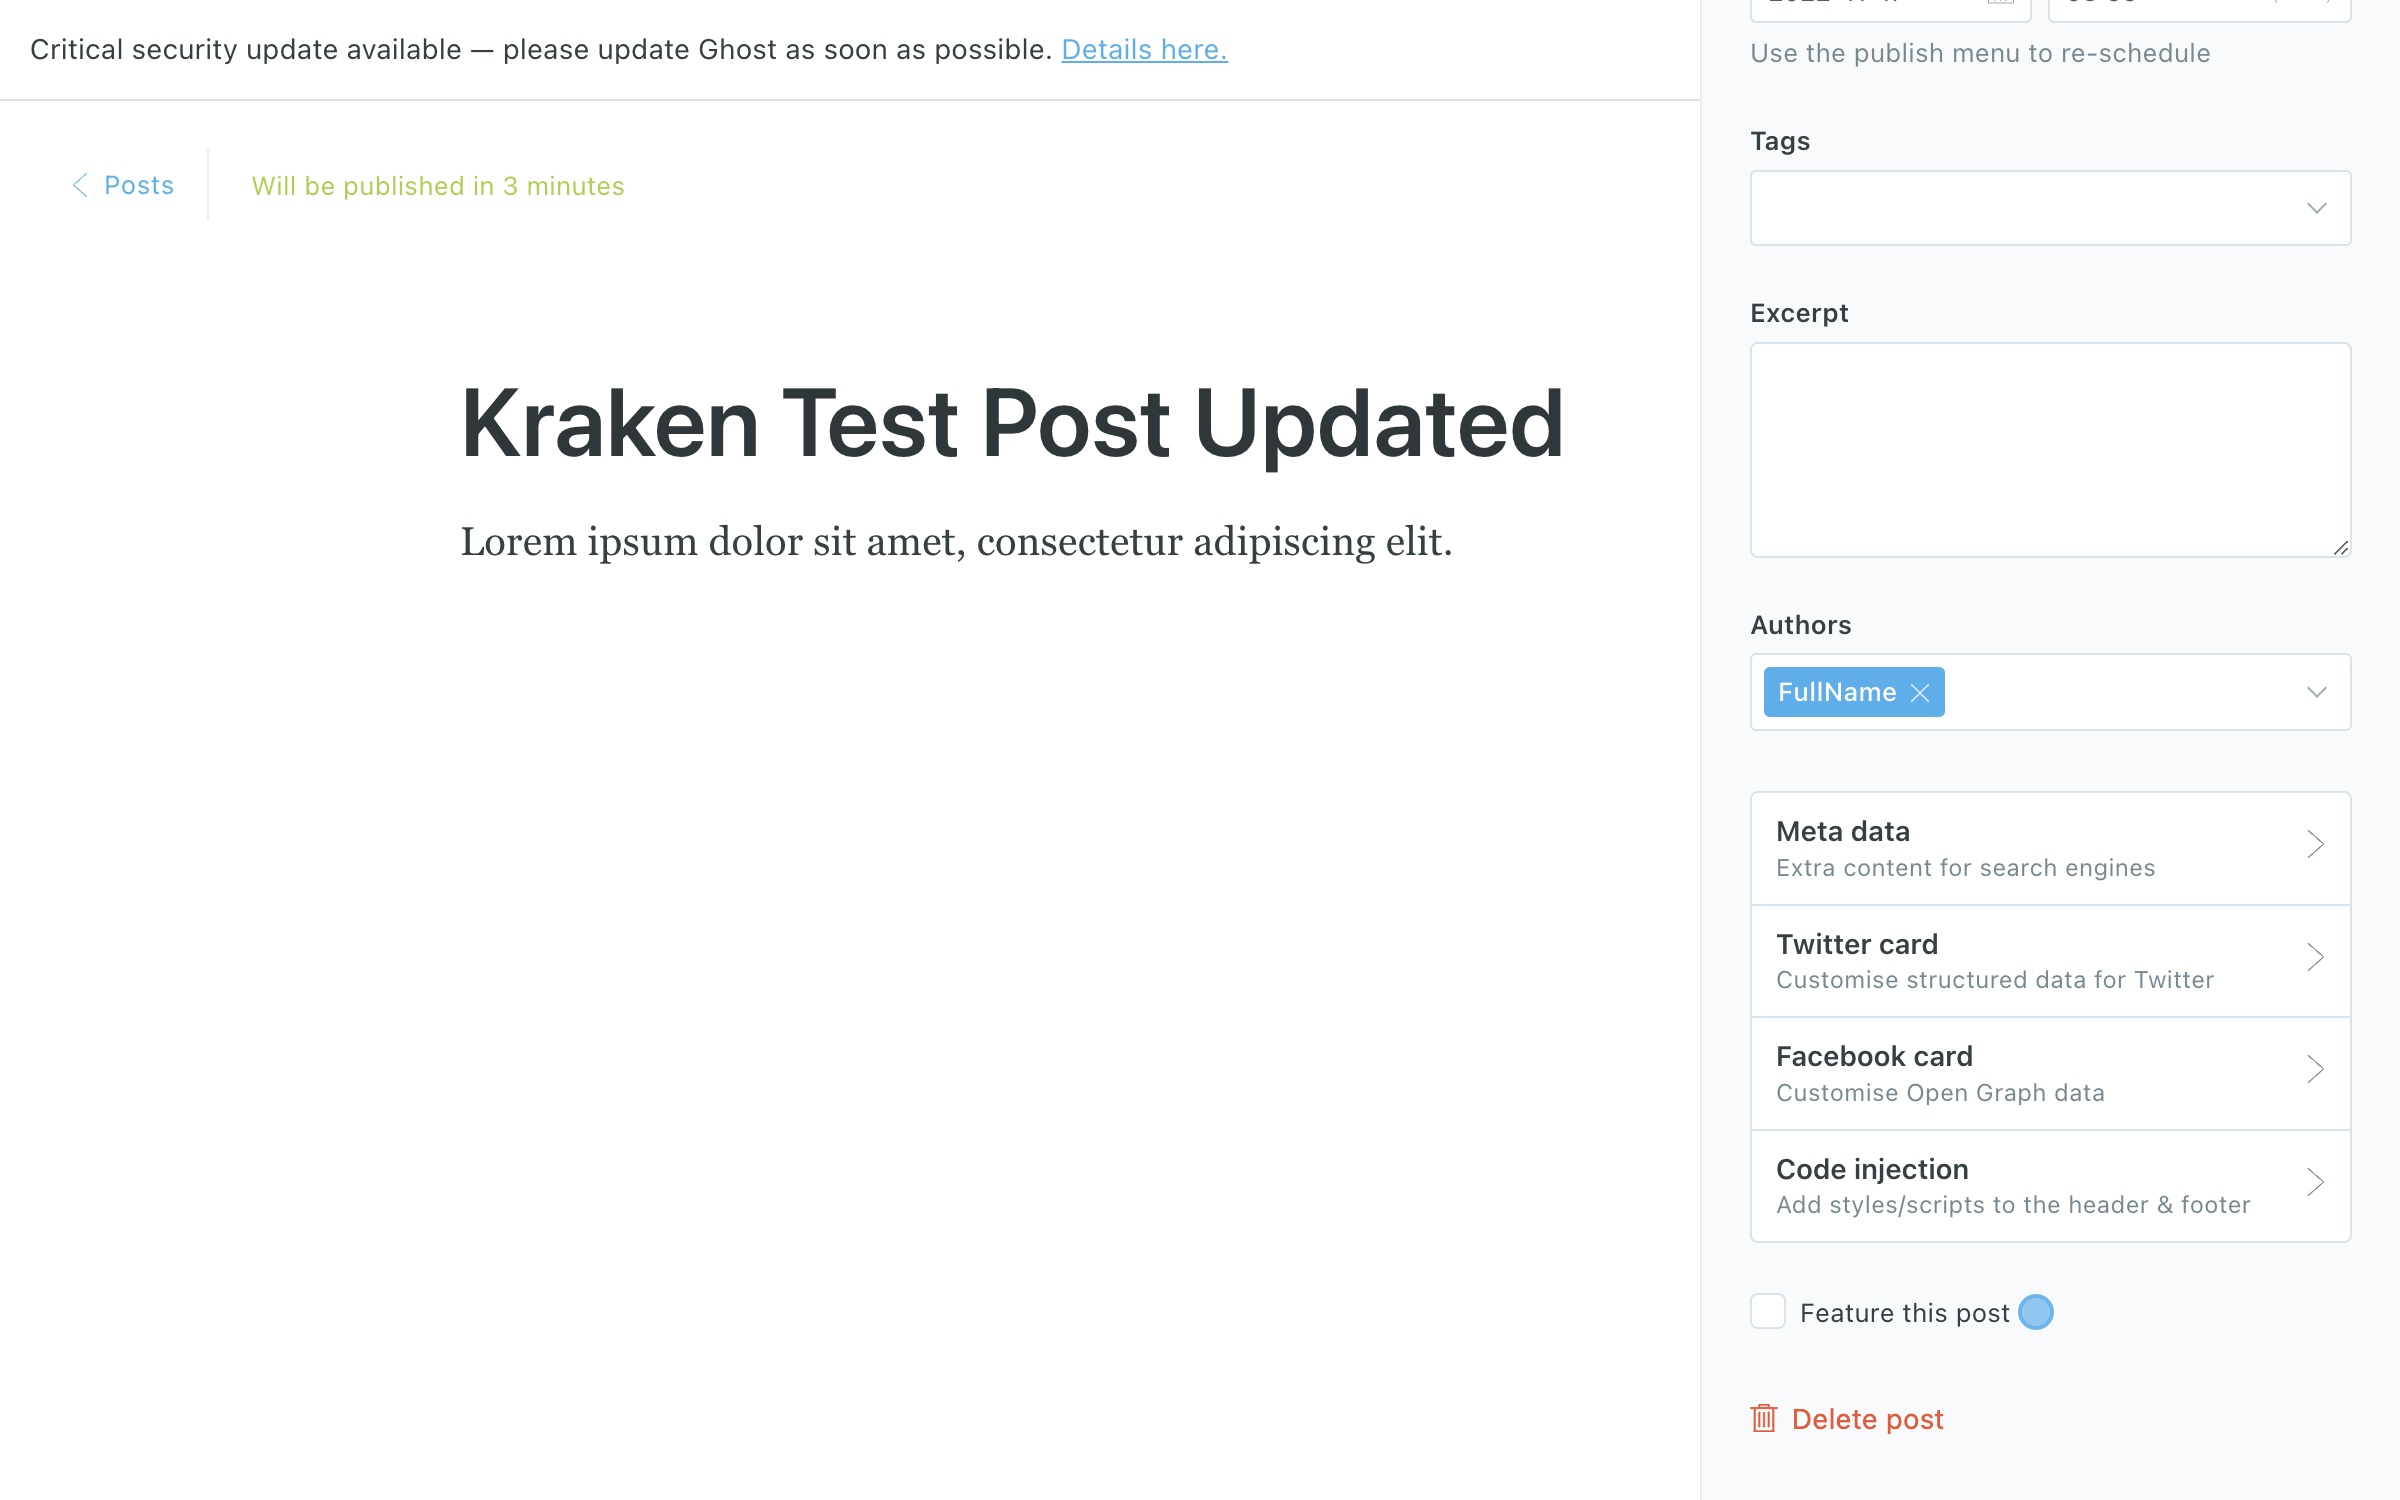 Critical security update available — please update Ghost as soon as possible. Details here.
Posts
Will be published in 3 minutes
Kraken Test Post Updated
Lorem ipsum dolor sit amet, consectetur adipiscing elit.
Use the publish menu to re-schedule
Tags
Excerpt
Authors
FullName
Meta data
Extra content for search engines
Twitter card
Customise structured data for Twitter
Facebook card
Customise Open Graph data
Code injection
Add styles/scripts to the header & footer
Feature this post
Delete post